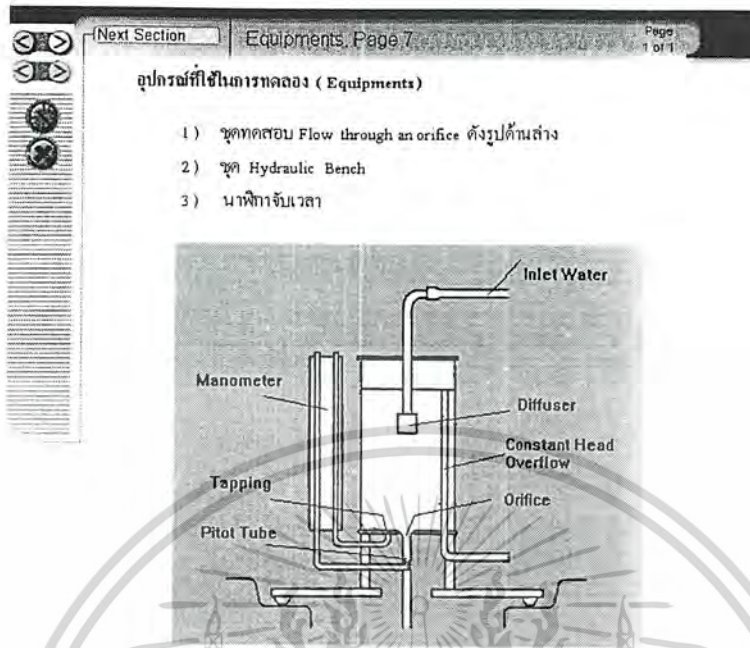 Next Section
Equipments. Page 7
Page
1 of 1
อุปกรณ์ที่ใช้ในการทดลอง ( Equipments)
1 ) ชุดทดสอบ Flow through an orifice ดังรูปด้านล่าง
2 ) ชุด Hydraulic Bench
3 ) นาฬิกาจับเวลา
Inlet Water
Manometer
Diffuser
Constant Head
Overflow
Tapping
Orifice
Pitot Tube